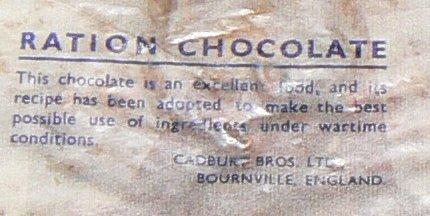 RATION CHOCOLATE
This chocolate is an excellent food, and its
recipe has been adopted to make the best
possible use of ingredients under wartime
conditions.
CADBURY BROS. LTD.,
BOURNVILLE, ENGLAND.